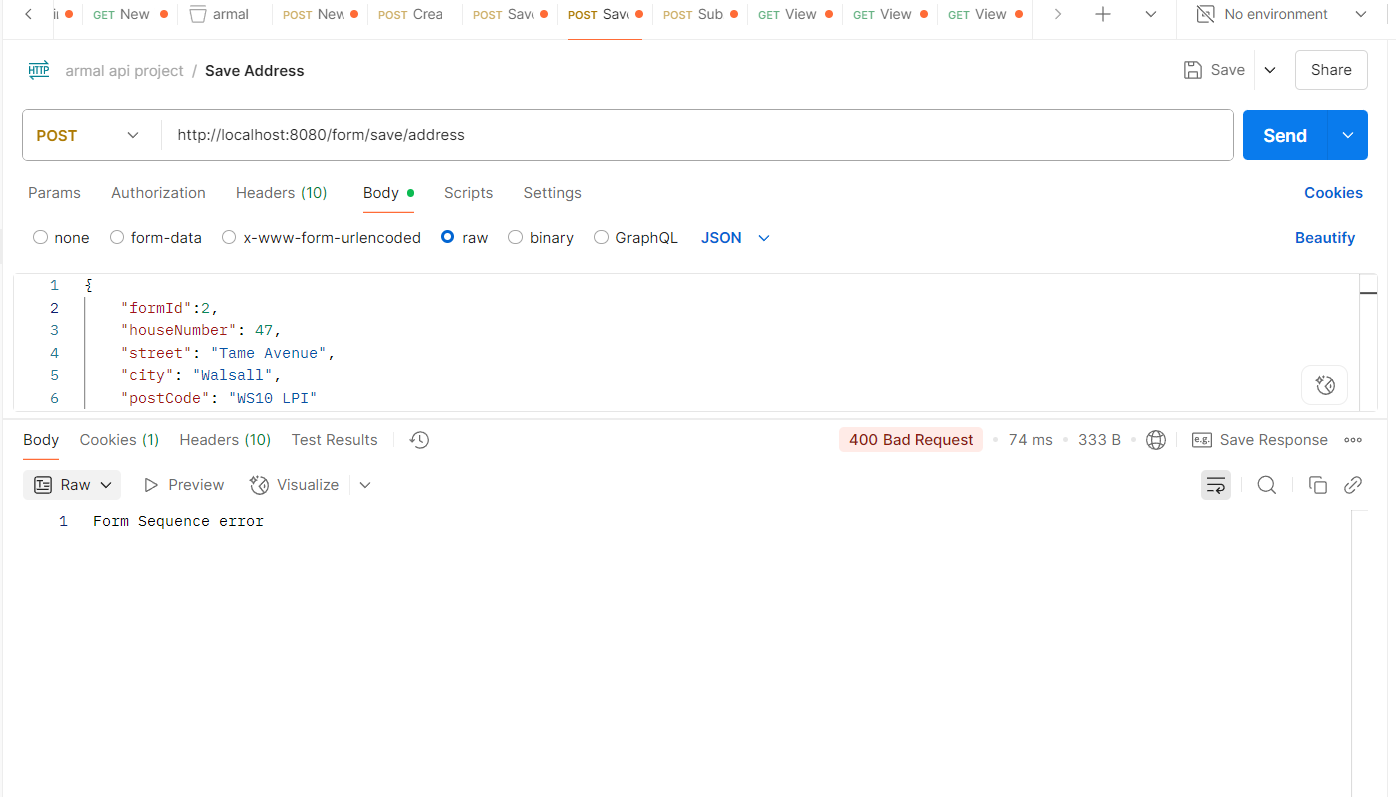 GET New GET New armal POST New POST Crea POST Save POST Save POST Sub GET View GET View GET View No environment
HTTP armal api project / Save Address Save Share
POST http://localhost:8080/form/save/address Send
Params Authorization Headers (10) Body Scripts Settings Cookies
none form-data x-www-form-urlencoded raw binary GraphQL JSON Beautify
1 {
2 "formId":2,
3 "houseNumber": 47,
4 "street": "Tame Avenue",
5 "city": "Walsall",
6 "postCode": "WS10 LPI"
Body Cookies (1) Headers (10) Test Results 400 Bad Request 74 ms 333 B e.g. Save Response
Raw Preview Visualize
1 Form Sequence error